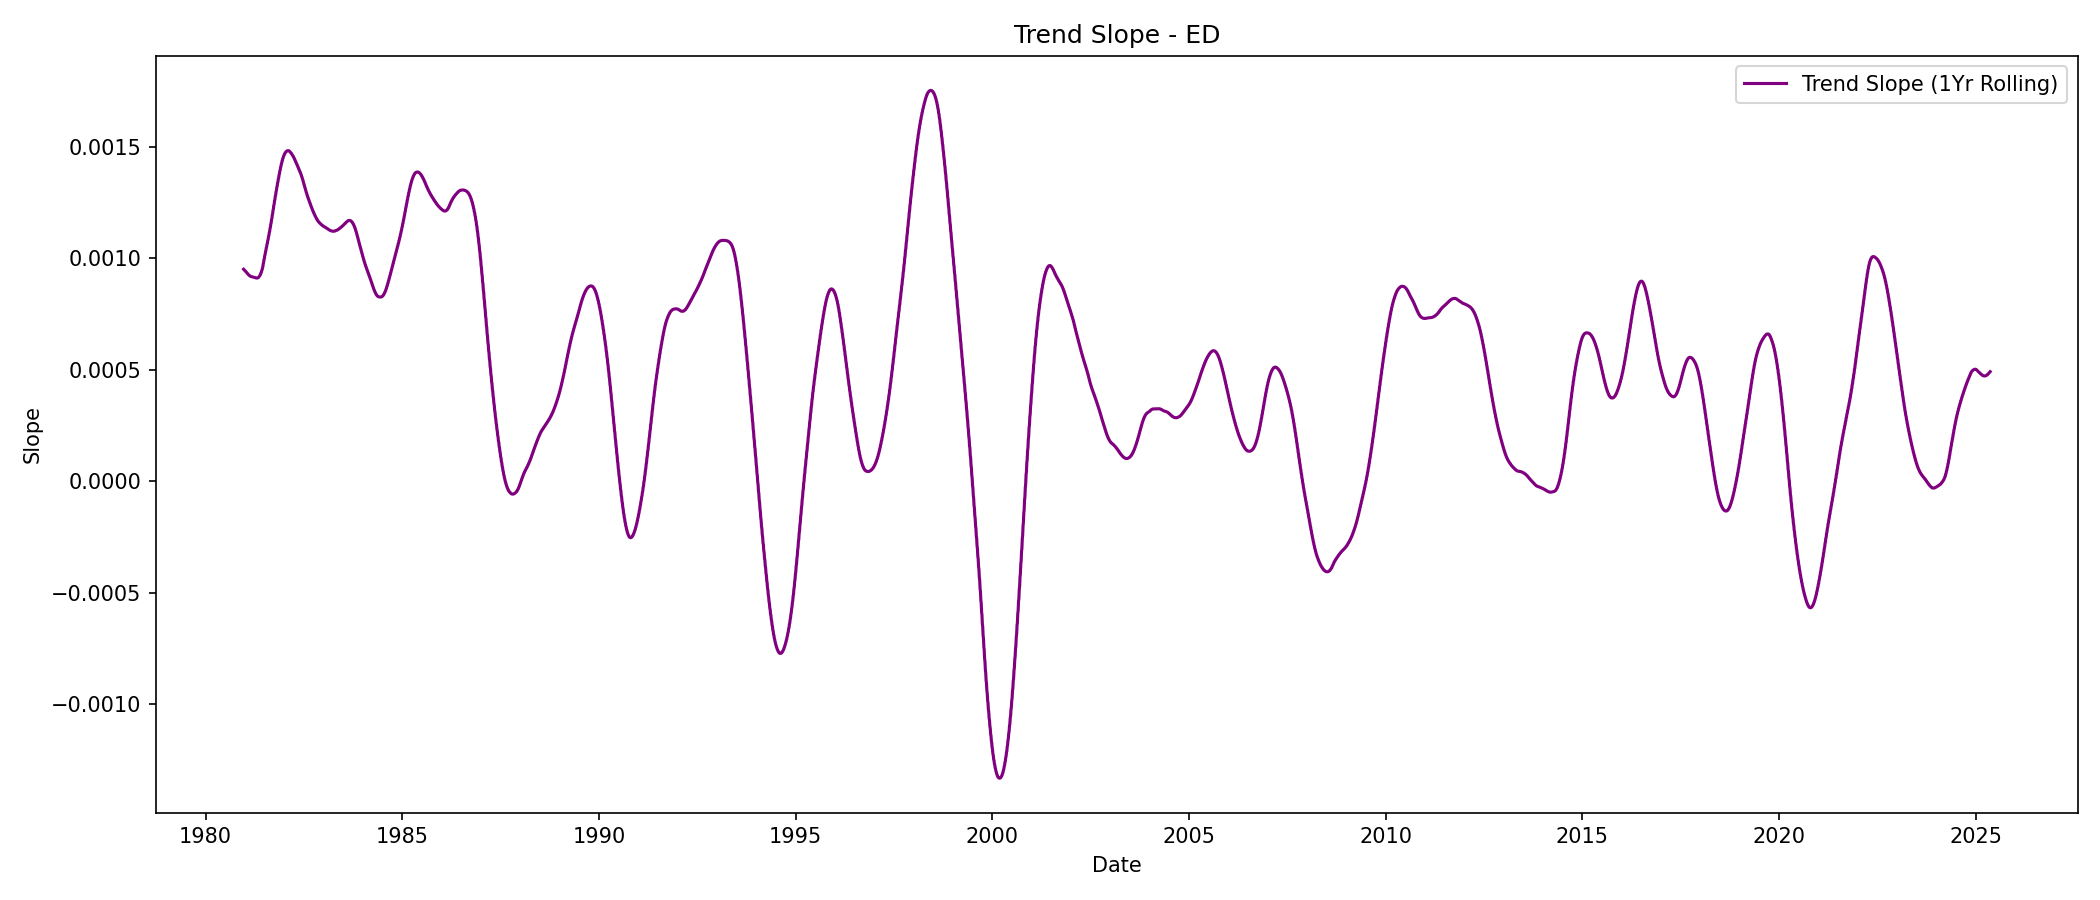 Trend Slope - ED
Trend Slope (1Yr Rolling)
Slope
0.0015
0.0010
0.0005
0.0000
−0.0005
−0.0010
1980 1985 1990 1995 2000 2005 2010 2015 2020 2025
Date